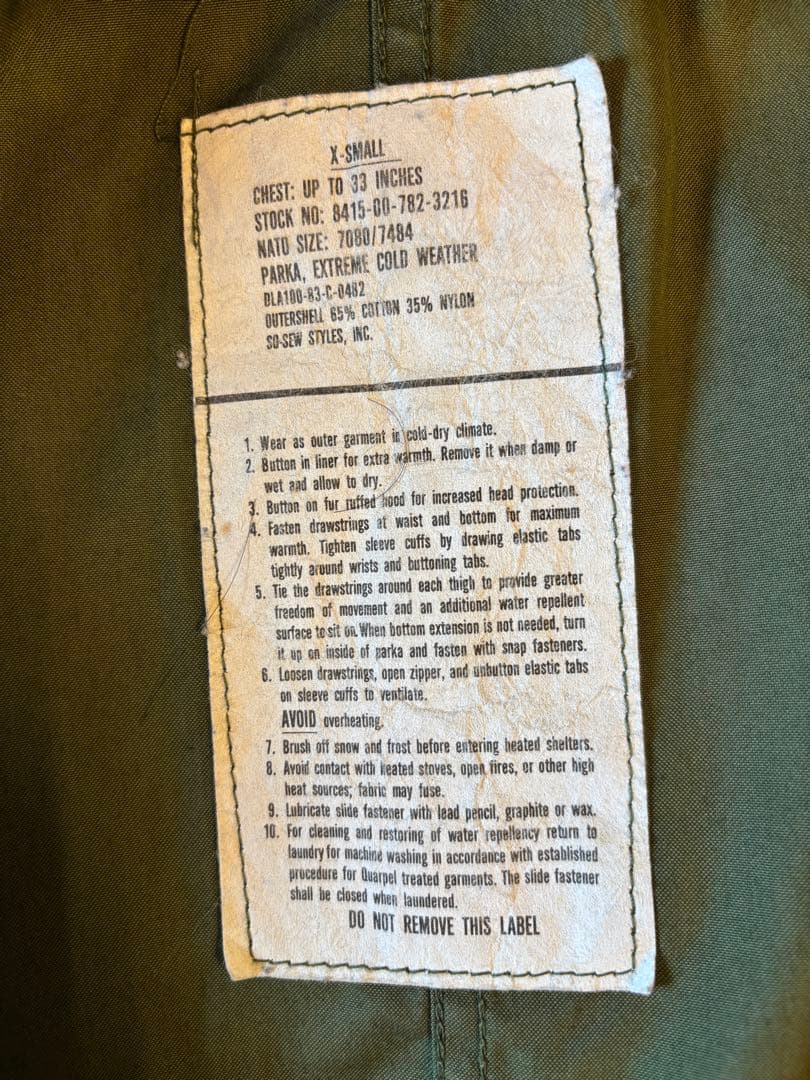 X-SMALL
CHEST: UP TO 33 INCHES
STOCK NO: 8415-00-782-3216
NATO SIZE: 7080/7484
PARKA, EXTREME COLD WEATHER
DLA100-83-C-0482
OUTERSHELL 65% COTTON 35% NYLON
SO-SEW STYLES, INC.
1. Wear as outer garment in cold-dry climate.
2. Button in liner for extra warmth. Remove it when damp or
wet and allow to dry.
3. Button on fur ruffed hood for increased head protection.
4. Fasten drawstrings at waist and bottom for maximum
warmth. Tighten sleeve cuffs by drawing elastic tabs
tightly around wrists and buttoning tabs.
5. Tie the drawstrings around each thigh to provide greater
freedom of movement and an additional water repellent
surface to sit on. When bottom extension is not needed, turn
it up on inside of parka and fasten with snap fasteners.
6. Loosen drawstrings, open zipper, and unbutton elastic tabs
on sleeve cuffs to ventilate.
AVOID overheating.
7. Brush off snow and frost before entering heated shelters.
8. Avoid contact with heated stoves, open fires, or other high
heat sources; fabric may fuse.
9. Lubricate slide fastener with lead pencil, graphite or wax.
10. For cleaning and restoring of water repellency return to
laundry for machine washing in accordance with established
procedure for Quarpel treated garments. The slide fastener
shall be closed when laundered.
DO NOT REMOVE THIS LABEL